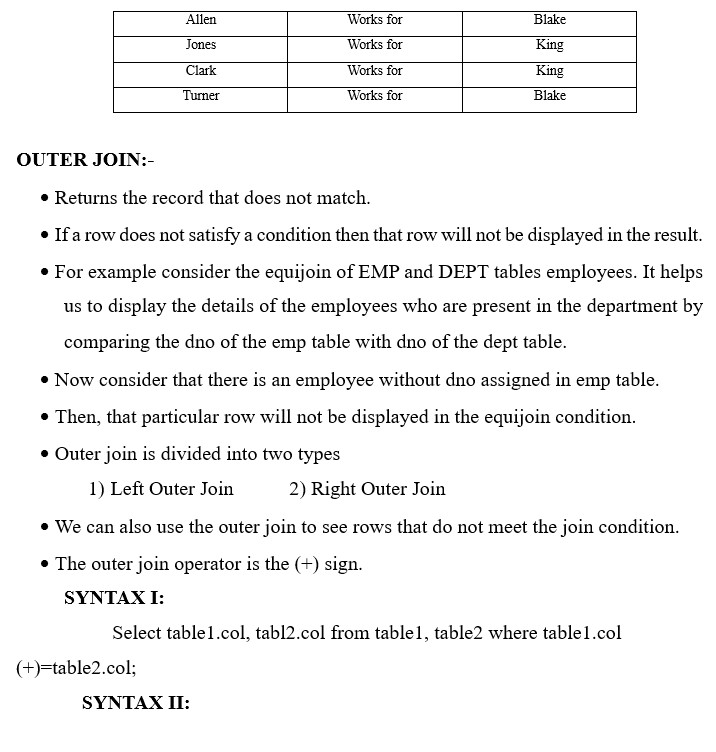 Allen Works for Blake
Jones Works for King
Clark Works for King
Turner Works for Blake
OUTER JOIN:-
• Returns the record that does not match.
• If a row does not satisfy a condition then that row will not be displayed in the result.
• For example consider the equijoin of EMP and DEPT tables employees. It helps
us to display the details of the employees who are present in the department by
comparing the dno of the emp table with dno of the dept table.
• Now consider that there is an employee without dno assigned in emp table.
• Then, that particular row will not be displayed in the equijoin condition.
• Outer join is divided into two types
1) Left Outer Join 2) Right Outer Join
• We can also use the outer join to see rows that do not meet the join condition.
• The outer join operator is the (+) sign.
SYNTAX I:
Select table1.col, tabl2.col from table1, table2 where table1.col
(+)=table2.col;
SYNTAX II: